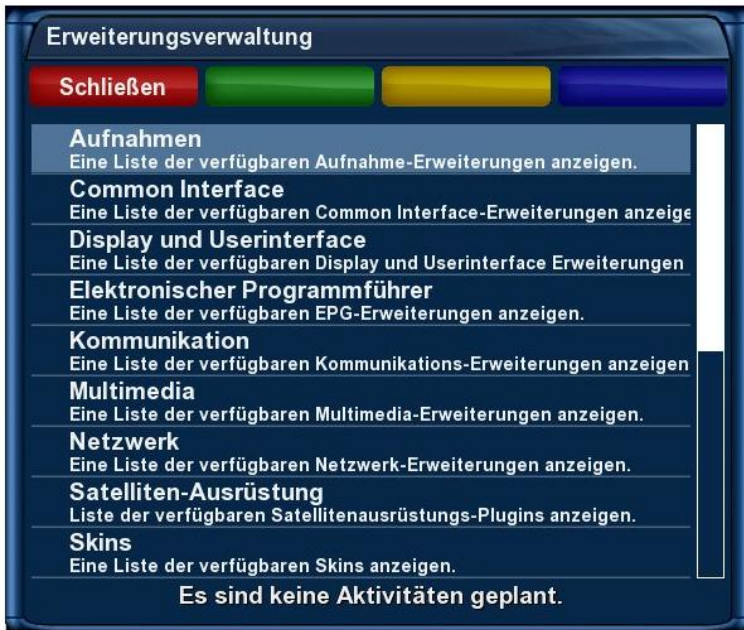 Erweiterungsverwaltung
Schließen
Aufnahmen
Eine Liste der verfügbaren Aufnahme-Erweiterungen anzeigen.
Common Interface
Eine Liste der verfügbaren Common Interface-Erweiterungen anzeige
Display und Userinterface
Eine Liste der verfügbaren Display und Userinterface Erweiterungen
Elektronischer Programmführer
Eine Liste der verfügbaren EPG-Erweiterungen anzeigen.
Kommunikation
Eine Liste der verfügbaren Kommunikations-Erweiterungen anzeigen
Multimedia
Eine Liste der verfügbaren Multimedia-Erweiterungen anzeigen.
Netzwerk
Eine Liste der verfügbaren Netzwerk-Erweiterungen anzeigen.
Satelliten-Ausrüstung
Liste der verfügbaren Satellitenausrüstungs-Plugins anzeigen.
Skins
Eine Liste der verfügbaren Skins anzeigen.
Es sind keine Aktivitäten geplant.